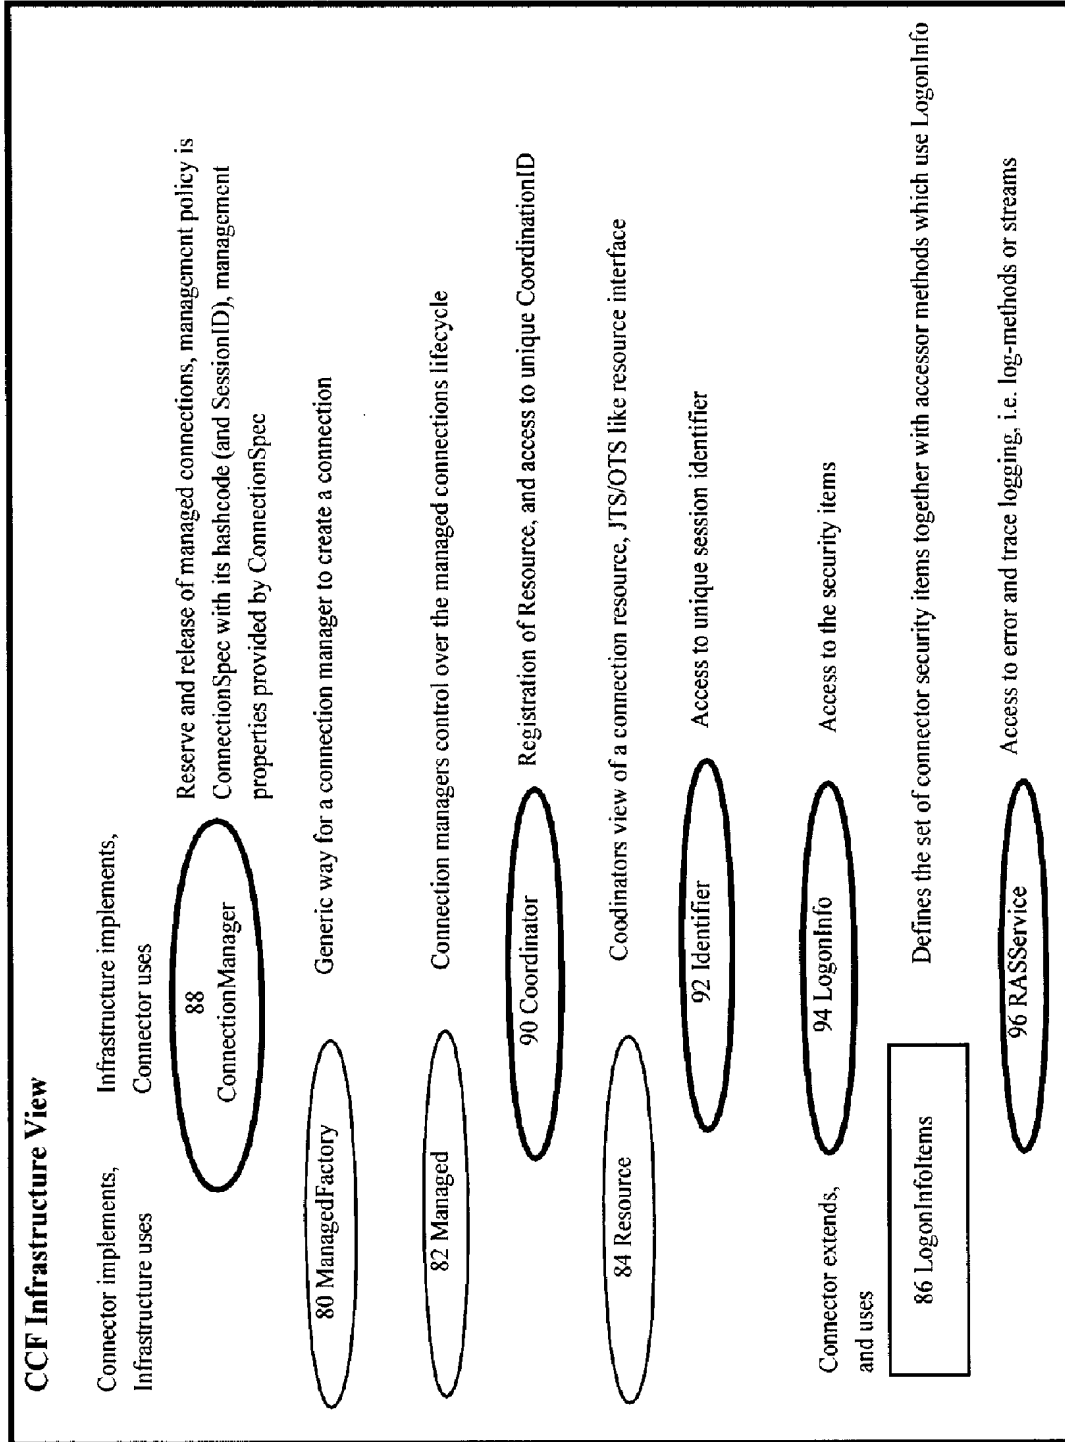 CCF Infrastructure View
Connector implements,
Infrastructure uses
Infrastructure implements,
Connector uses
88
ConnectionManager
Reserve and release of managed connections, management policy is
ConnectionSpec with its hashcode (and SessionID), management
properties provided by ConnectionSpec
80 ManagedFactory
Generic way for a connection manager to create a connection
82 Managed
Connection managers control over the managed connections lifecycle
90 Coordinator
Registration of Resource, and access to unique CoordinationID
84 Resource
Coodinators view of a connection resource, JTS/OTS like resource interface
92 Identifier
Access to unique session identifier
94 LogonInfo
Access to the security items
Connector extends,
and uses
86 LogonInfoItems
Defines the set of connector security items together with accessor methods which use LogonInfo
96 RASService
Access to error and trace logging, i.e. log-methods or streams